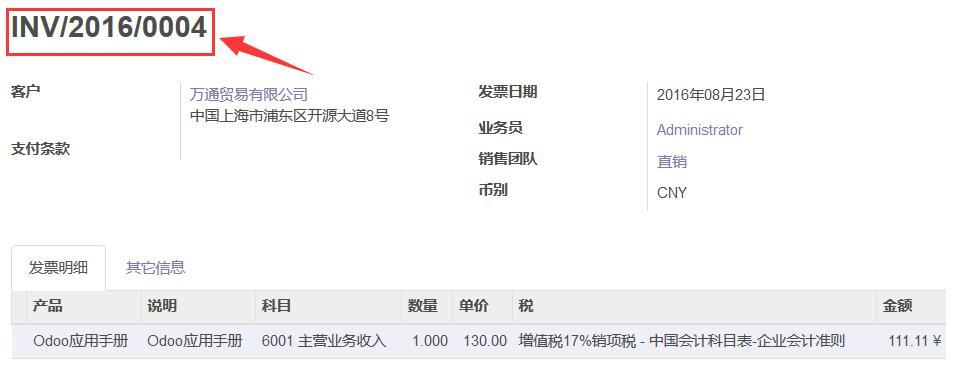 INV/2016/0004
客户
万通贸易有限公司
中国上海市浦东区开源大道8号
支付条款
发票日期
2016年08月23日
业务员
Administrator
销售团队
直销
币别
CNY
发票明细 其它信息
产品 说明 科目 数量 单价 税 金额
Odoo应用手册 Odoo应用手册 6001 主营业务收入 1.000 130.00 增值税17%销项税 - 中国会计科目表-企业会计准则 111.11 ¥